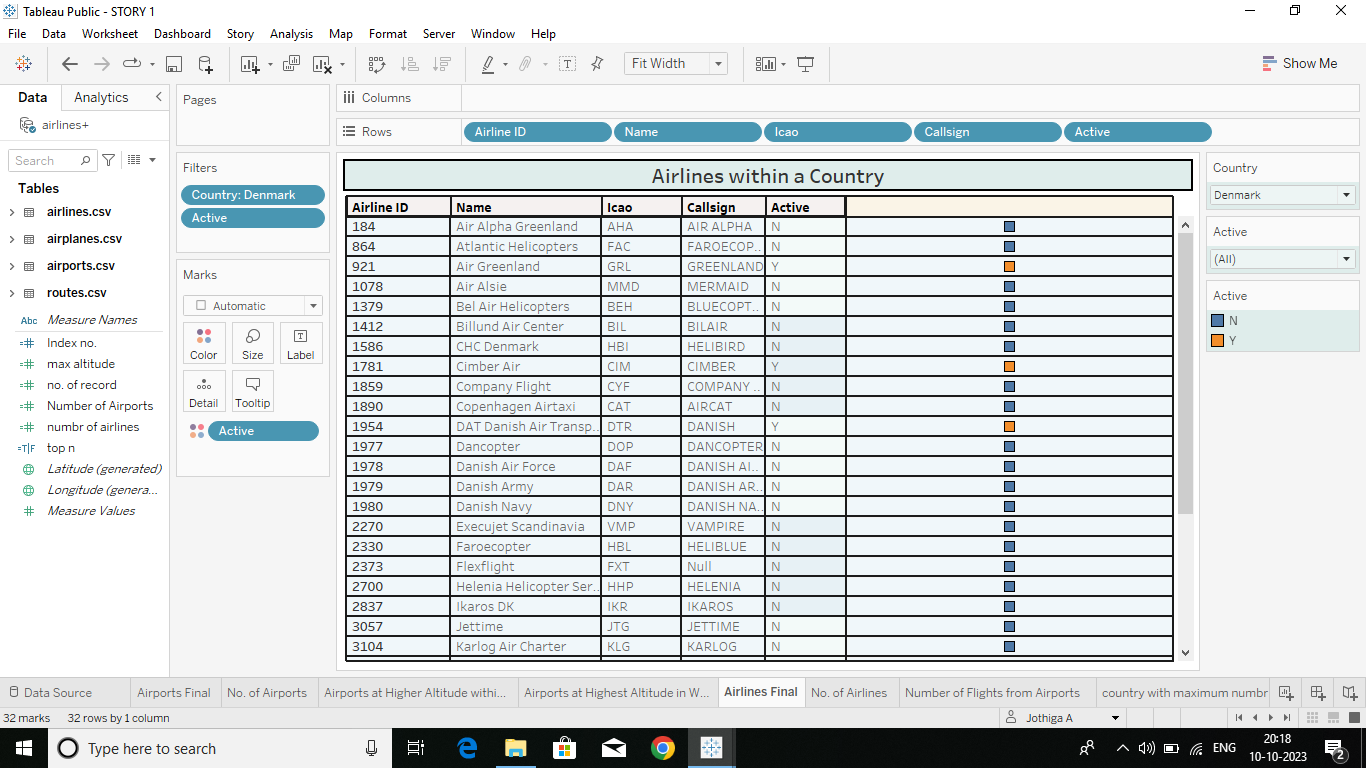 Tableau Public - STORY 1
File Data Worksheet Dashboard Story Analysis Map Format Server Window Help
Fit Width
Show Me
Data Analytics
airlines+
Search
Tables
airlines.csv
airplanes.csv
airports.csv
routes.csv
Abc Measure Names
Index no.
max altitude
no. of record
Number of Airports
numbr of airlines
=T|F top n
Latitude (generated)
Longitude (genera...
Measure Values
Pages
Filters
Country: Denmark
Active
Marks
Automatic
Color Size Label
Detail Tooltip
Active
Columns
Rows Airline ID Name Icao Callsign Active
Airlines within a Country
Airline ID Name Icao Callsign Active
184 Air Alpha Greenland AHA AIR ALPHA N
864 Atlantic Helicopters FAC FAROECOP.. N
921 Air Greenland GRL GREENLAND Y
1078 Air Alsie MMD MERMAID N
1379 Bel Air Helicopters BEH BLUECOPT.. N
1412 Billund Air Center BIL BILAIR N
1586 CHC Denmark HBI HELIBIRD N
1781 Cimber Air CIM CIMBER Y
1859 Company Flight CYF COMPANY .. N
1890 Copenhagen Airtaxi CAT AIRCAT N
1954 DAT Danish Air Transp.. DTR DANISH Y
1977 Dancopter DOP DANCOPTER N
1978 Danish Air Force DAF DANISH AI.. N
1979 Danish Army DAR DANISH AR.. N
1980 Danish Navy DNY DANISH NA.. N
2270 Execujet Scandinavia VMP VAMPIRE N
2330 Faroecopter HBL HELIBLUE N
2373 Flexflight FXT Null N
2700 Helenia Helicopter Ser.. HHP HELENIA N
2837 Ikaros DK IKR IKAROS N
3057 Jettime JTG JETTIME N
3104 Karlog Air Charter KLG KARLOG N
Country
Denmark
Active
(All)
Active
N
Y
Data Source Airports Final No. of Airports Airports at Higher Altitude withi... Airports at Highest Altitude in W... Airlines Final No. of Airlines Number of Flights from Airports country with maximum numbr
32 marks 32 rows by 1 column Jothiga A
Type here to search
ENG
20:18
10-10-2023
2